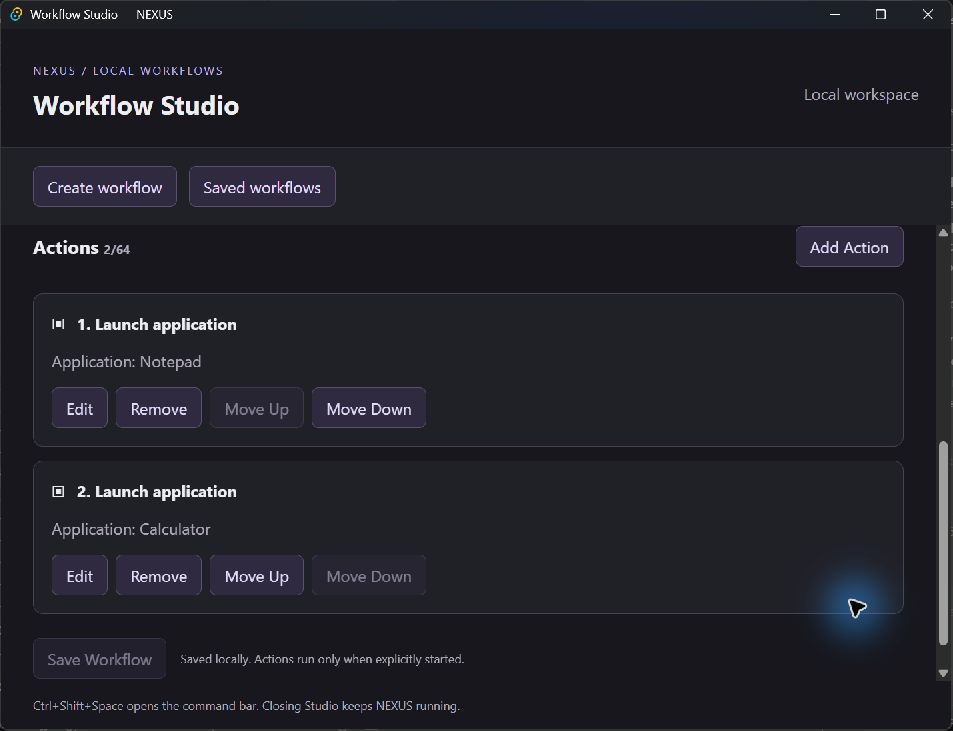 Workflow Studio NEXUS
NEXUS / LOCAL WORKFLOWS
Workflow Studio
Local workspace
Create workflow
Saved workflows
Actions 2/64
Add Action
1. Launch application
Application: Notepad
Edit Remove Move Up Move Down
2. Launch application
Application: Calculator
Edit Remove Move Up Move Down
Save Workflow
Saved locally. Actions run only when explicitly started.
Ctrl+Shift+Space opens the command bar. Closing Studio keeps NEXUS running.